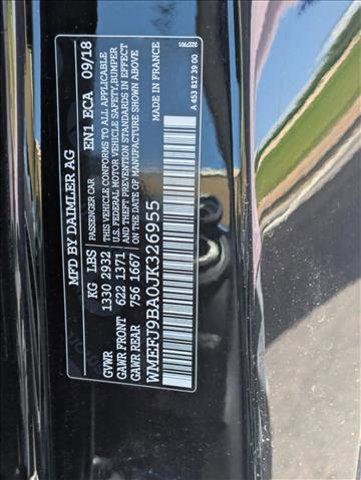 MFD BY DAIMLER AG
PASSENGER CAR EN1 ECA 09/18
KG LBS
GVWR 1330 2932
GAWR FRONT 622 1371
GAWR REAR 756 1667
THIS VEHICLE CONFORMS TO ALL APPLICABLE
U.S. FEDERAL MOTOR VEHICLE SAFETY, BUMPER
AND THEFT PREVENTION STANDARDS IN EFFECT
ON THE DATE OF MANUFACTURE SHOWN ABOVE
WMEFJ9BA0JK326955
MADE IN FRANCE
A 453 817 39 00